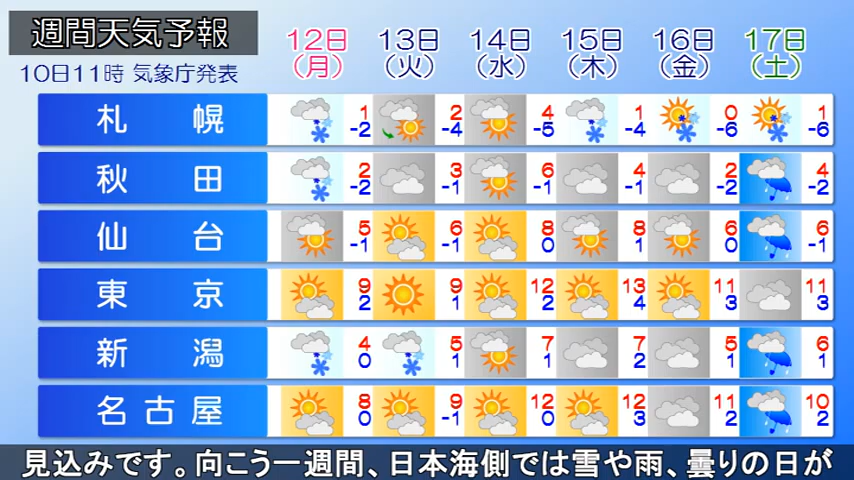 週間天気予報
10日11時 気象庁発表
12日 13日 14日 15日 16日 17日
(月) (火) (水) (木) (金) (土)
札幌 1 -2 2 -4 4 -5 1 -4 0 -6 1 -6
秋田 2 -2 3 -1 6 -1 4 -1 2 -2 4 -2
仙台 5 -1 6 -1 8 0 8 1 6 0 6 -1
東京 9 2 9 1 12 2 13 4 11 3 11 3
新潟 4 0 5 1 7 1 7 2 5 1 6 1
名古屋 8 0 9 -1 12 0 12 3 11 2 10 2
見込みです。向こう一週間、日本海側では雪や雨、曇りの日が